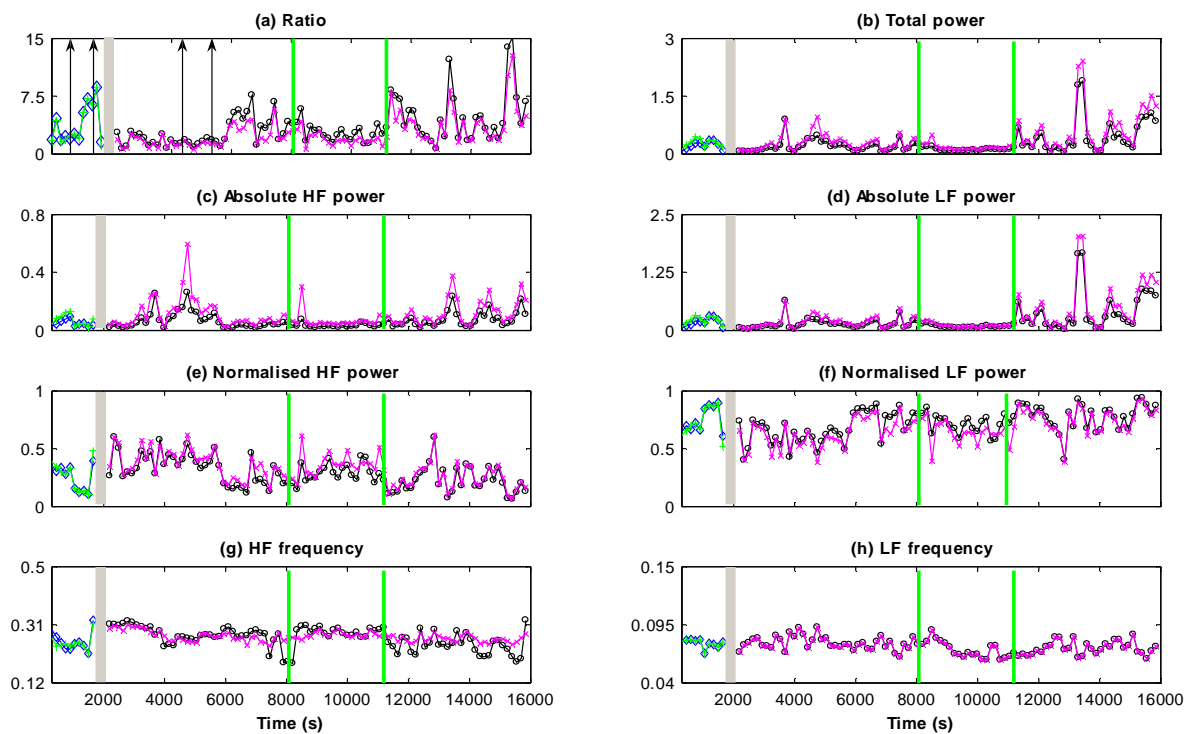 (a) Ratio
(b) Total power
15
7.5
0
3
1.5
0
(c) Absolute HF power
(d) Absolute LF power
0.8
0.4
0
2.5
1.25
0
(e) Normalised HF power
(f) Normalised LF power
1
0.5
0
1
0.5
0
(g) HF frequency
(h) LF frequency
0.5
0.31
0.12
0.15
0.095
0.04
2000 4000 6000 8000 10000 12000 14000 16000
2000 4000 6000 8000 10000 12000 14000 16000
Time (s)
Time (s)